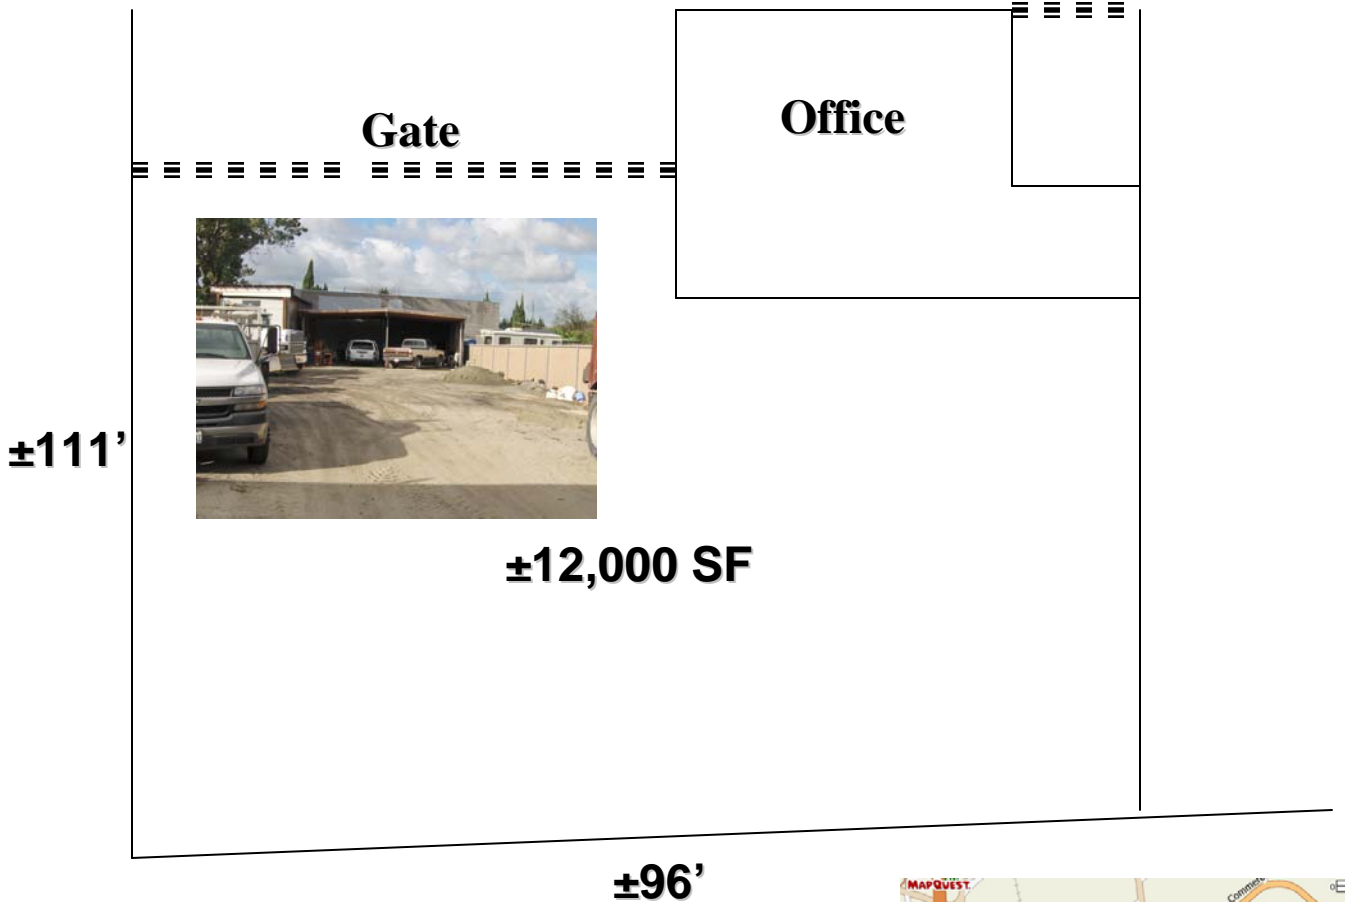 Gate
Office
±111’
±12,000 SF
±96’
MAPQUEST